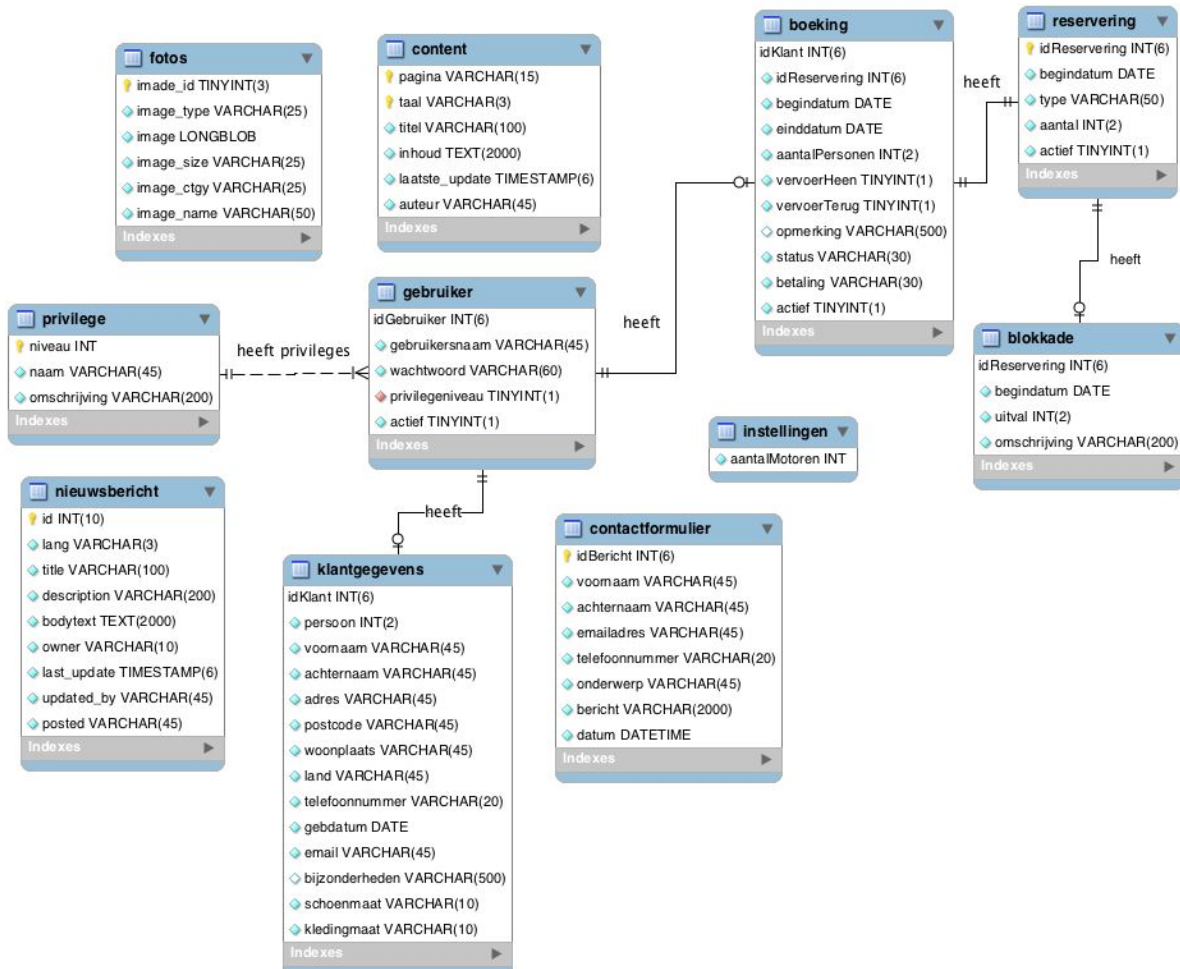 fotos
imade_id TINYINT(3)
image_type VARCHAR(25)
image LONGBLOB
image_size VARCHAR(25)
image_ctgy VARCHAR(25)
image_name VARCHAR(50)
Indexes
content
pagina VARCHAR(15)
taal VARCHAR(3)
titel VARCHAR(100)
inhoud TEXT(2000)
laatste_update TIMESTAMP(6)
auteur VARCHAR(45)
Indexes
boeking
idKlant INT(6)
idReservering INT(6)
begindatum DATE
einddatum DATE
aantalPersonen INT(2)
vervoerHeen TINYINT(1)
vervoerTerug TINYINT(1)
opmerking VARCHAR(500)
status VARCHAR(30)
betaling VARCHAR(30)
actief TINYINT(1)
Indexes
heeft
reservering
idReservering INT(6)
begindatum DATE
type VARCHAR(50)
aantal INT(2)
actief TINYINT(1)
Indexes
heeft
privilege
niveau INT
naam VARCHAR(45)
omschrijving VARCHAR(200)
Indexes
heeft privileges
gebruiker
idGebruiker INT(6)
gebruikersnaam VARCHAR(45)
wachtwoord VARCHAR(60)
privilegeniveau TINYINT(1)
actief TINYINT(1)
Indexes
heeft
blokkade
idReservering INT(6)
begindatum DATE
uitval INT(2)
omschrijving VARCHAR(200)
Indexes
instellingen
aantalMotoren INT
nieuwsbericht
id INT(10)
lang VARCHAR(3)
title VARCHAR(100)
description VARCHAR(200)
bodytext TEXT(2000)
owner VARCHAR(10)
last_update TIMESTAMP(6)
updated_by VARCHAR(45)
posted VARCHAR(45)
Indexes
heeft
klantgegevens
idKlant INT(6)
persoon INT(2)
voornaam VARCHAR(45)
achternaam VARCHAR(45)
adres VARCHAR(45)
postcode VARCHAR(45)
woonplaats VARCHAR(45)
land VARCHAR(45)
telefoonnummer VARCHAR(20)
gebdatum DATE
email VARCHAR(45)
bijzonderheden VARCHAR(500)
schoenmaat VARCHAR(10)
kledingmaat VARCHAR(10)
Indexes
contactformulier
idBericht INT(6)
voornaam VARCHAR(45)
achternaam VARCHAR(45)
emailadres VARCHAR(45)
telefoonnummer VARCHAR(20)
onderwerp VARCHAR(45)
bericht VARCHAR(2000)
datum DATETIME
Indexes